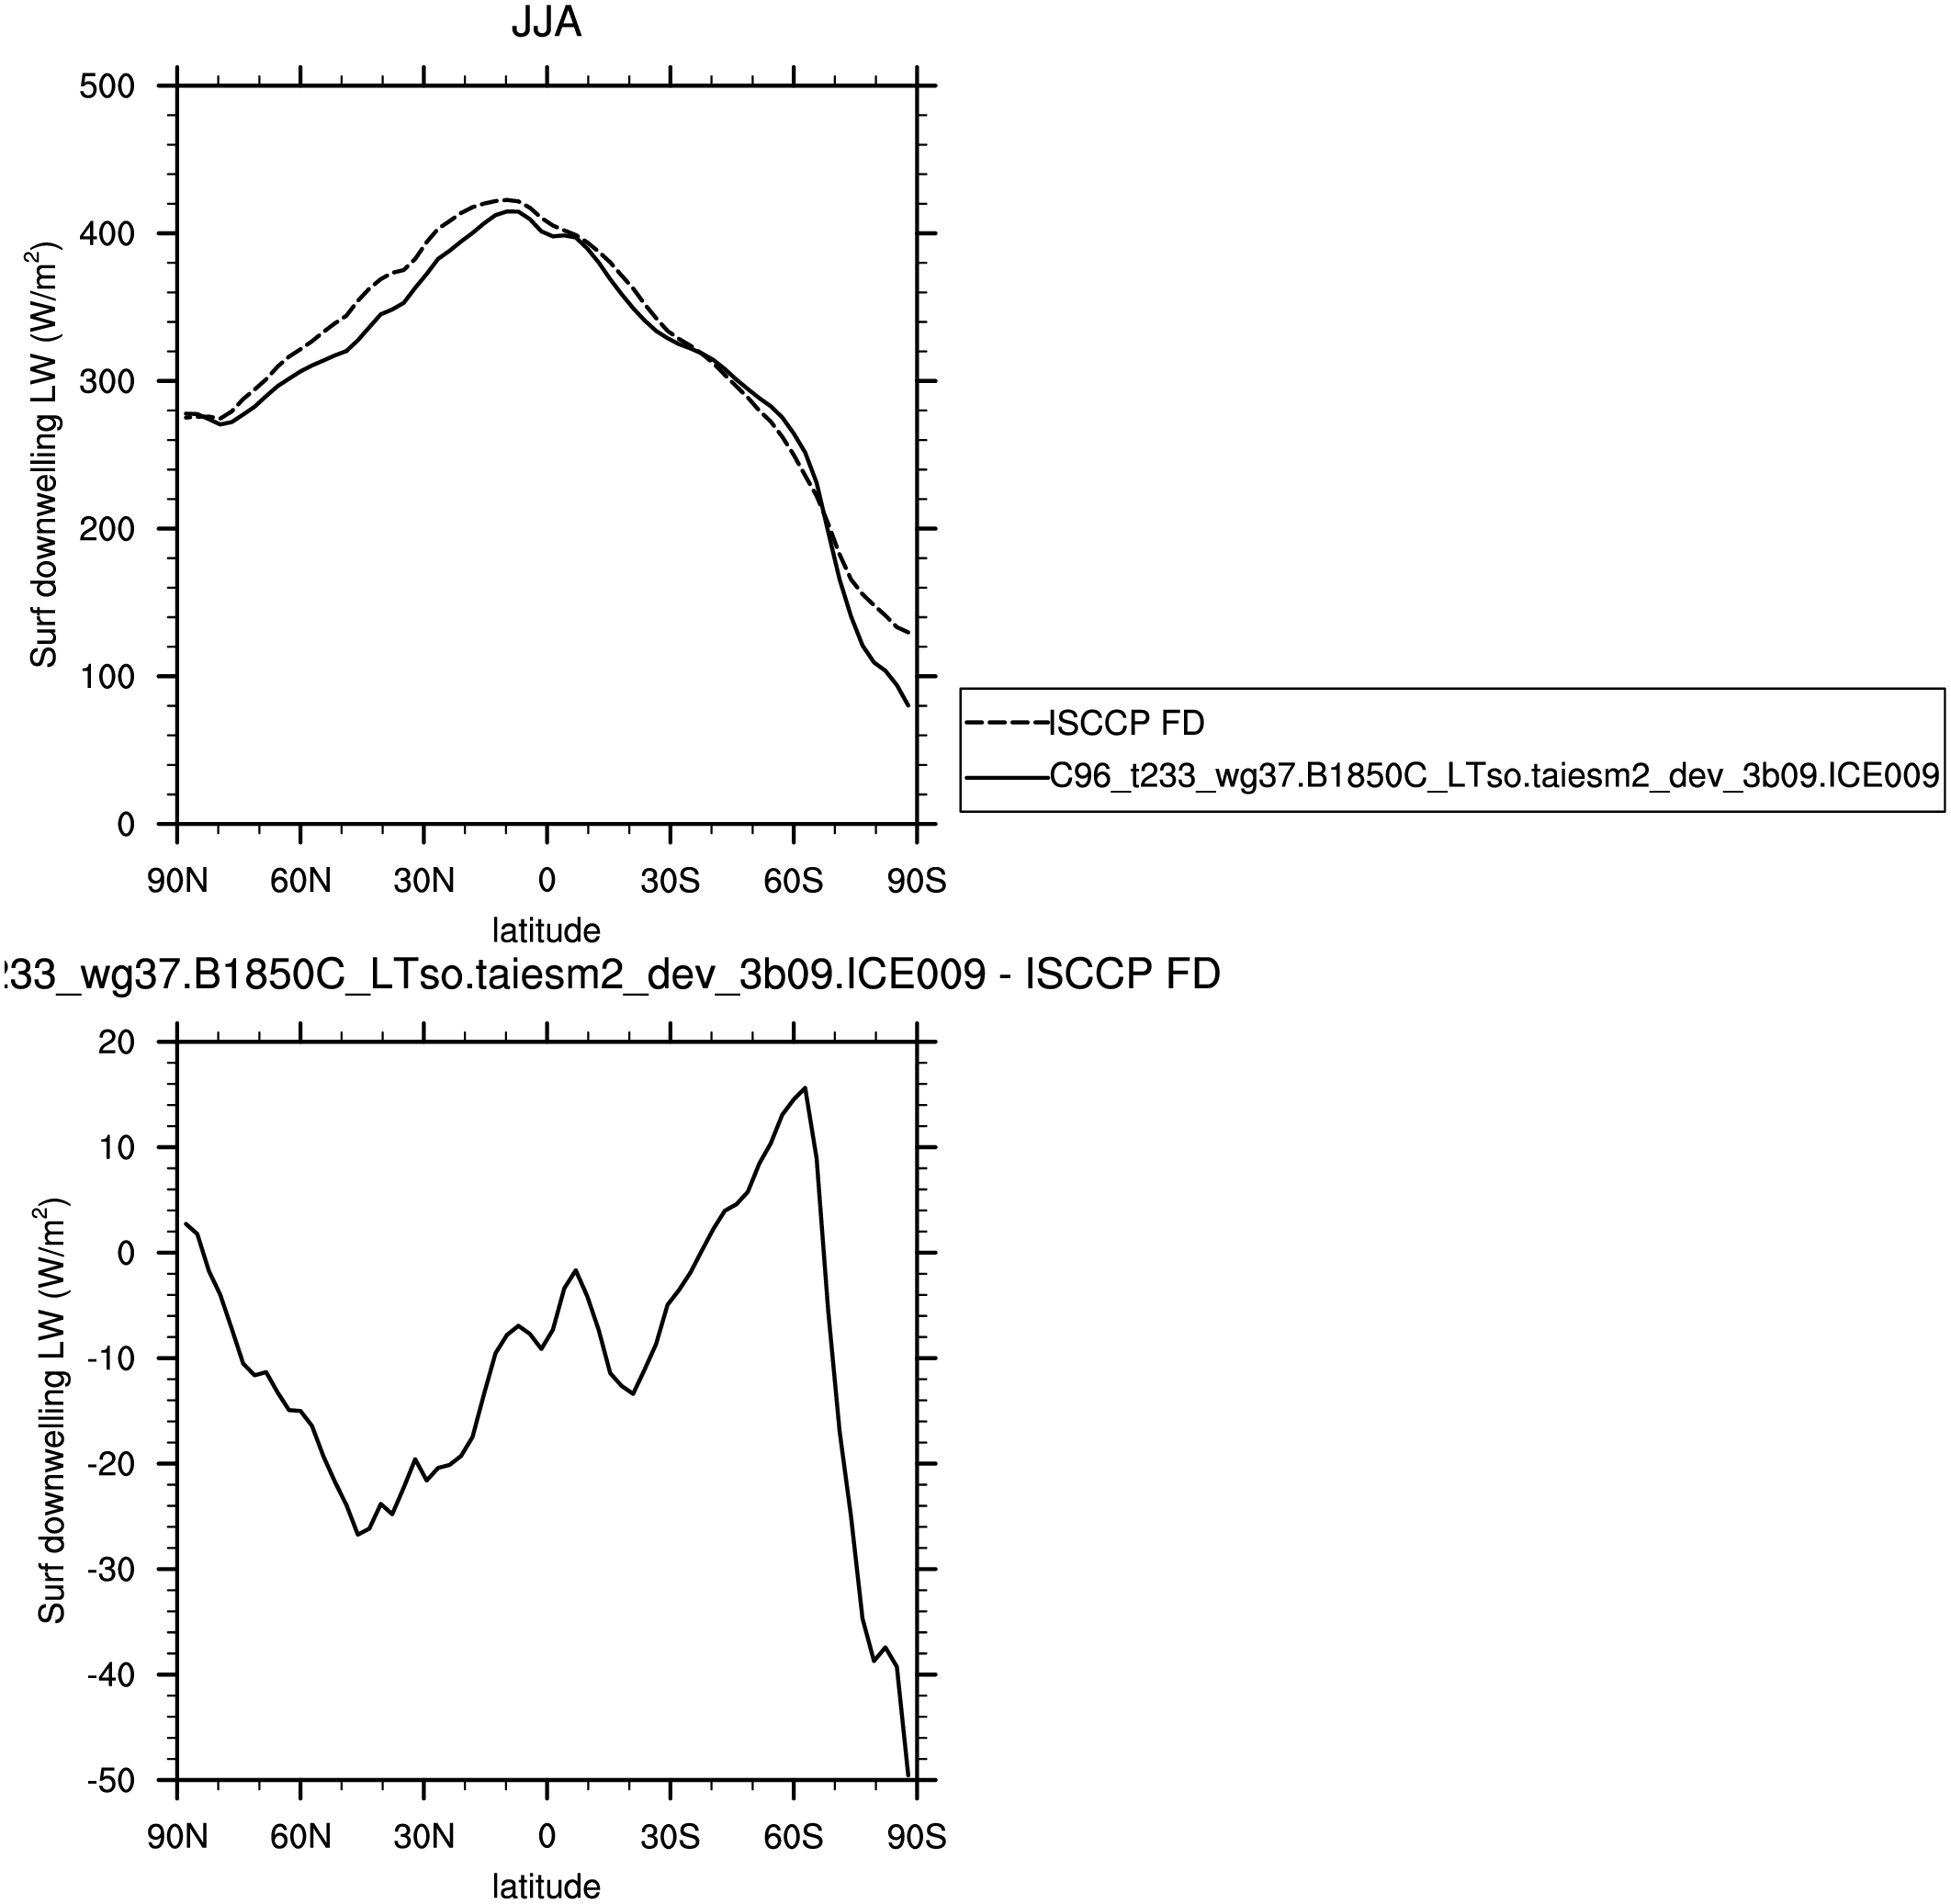 JJA
500
400
300
200
100
0
Surf downwelling LW (W/m²)
90N 60N 30N 0 30S 60S 90S
latitude
ISCCP FD
C96_t233_wg37.B1850C_LTso.taiesm2_dev_3b09.ICE009
33_wg37.B1850C_LTso.taiesm2_dev_3b09.ICE009 - ISCCP FD
20
10
0
-10
-20
-30
-40
-50
Surf downwelling LW (W/m²)
90N 60N 30N 0 30S 60S 90S
latitude